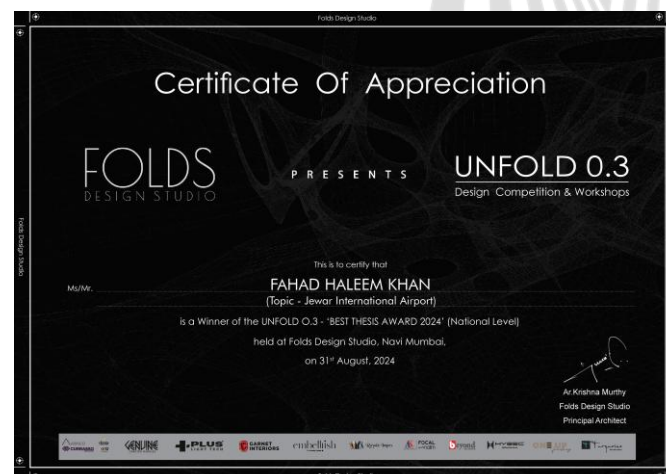 Folds Design Studio
Certificate Of Appreciation
FOLDS
DESIGN STUDIO
PRESENTS
UNFOLD 0.3
Design Competition & Workshops
Folds Design Studio
This is to certify that
Ms/Mr.
FAHAD HALEEM KHAN
(Topic - Jewar International Airport)
is a Winner of the UNFOLD O.3 - 'BEST THESIS AWARD 2024' (National Level)
held at Folds Design Studio, Navi Mumbai,
on 31st August, 2024
Ar.Krishna Murthy
Folds Design Studio
Principal Architect
GENUINE
PLUS
GARNET
INTERIORS
embellish
FOCAL
Beyond
HYBEC